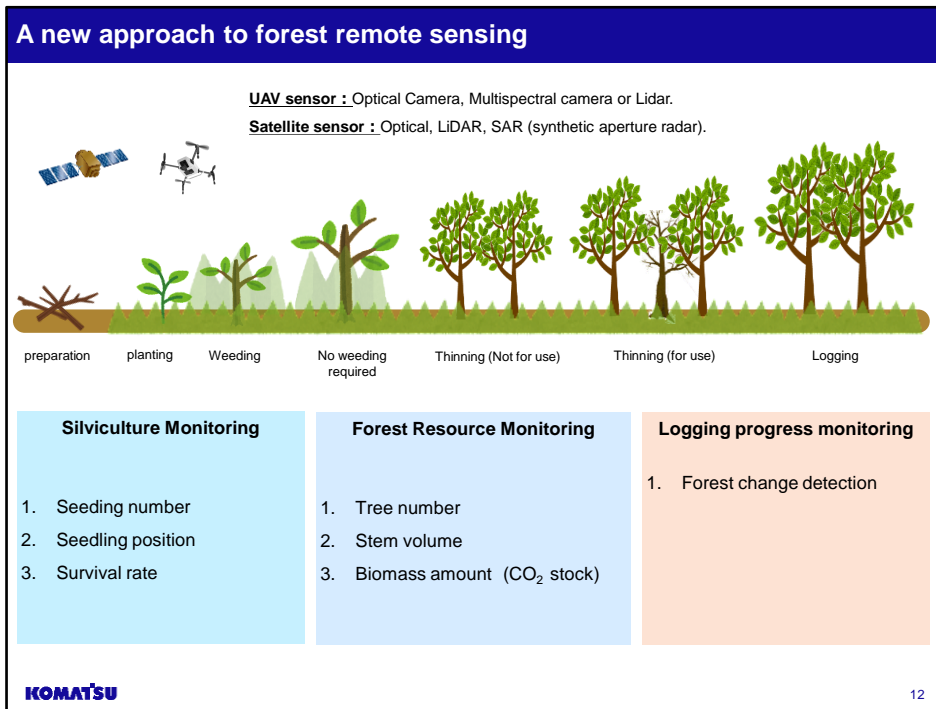 A new approach to forest remote sensing
UAV sensor : Optical Camera, Multispectral camera or Lidar.
Satellite sensor : Optical, LiDAR, SAR (synthetic aperture radar).
preparation
planting
Weeding
No weeding
required
Thinning (Not for use)
Thinning (for use)
Logging
Silviculture Monitoring
1. Seeding number
2. Seedling position
3. Survival rate
Forest Resource Monitoring
1. Tree number
2. Stem volume
3. Biomass amount (CO₂ stock)
Logging progress monitoring
1. Forest change detection
KOMATSU
12